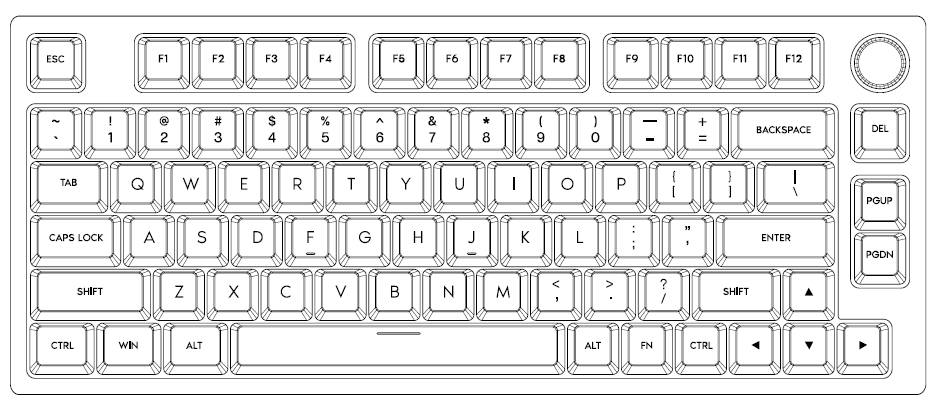 ESC F1 F2 F3 F4 F5 F6 F7 F8 F9 F10 F11 F12
~ ! @ # $ % ^ & * ( ) — +
` 1 2 3 4 5 6 7 8 9 0 - = BACKSPACE DEL
TAB Q W E R T Y U I O P { } |
[ ] \
PGUP
CAPS LOCK A S D F G H J K L : " ENTER
; ,
PGDN
SHIFT Z X C V B N M < > ? SHIFT ▲
, . /
CTRL WIN ALT ALT FN CTRL ◀ ▼ ▶